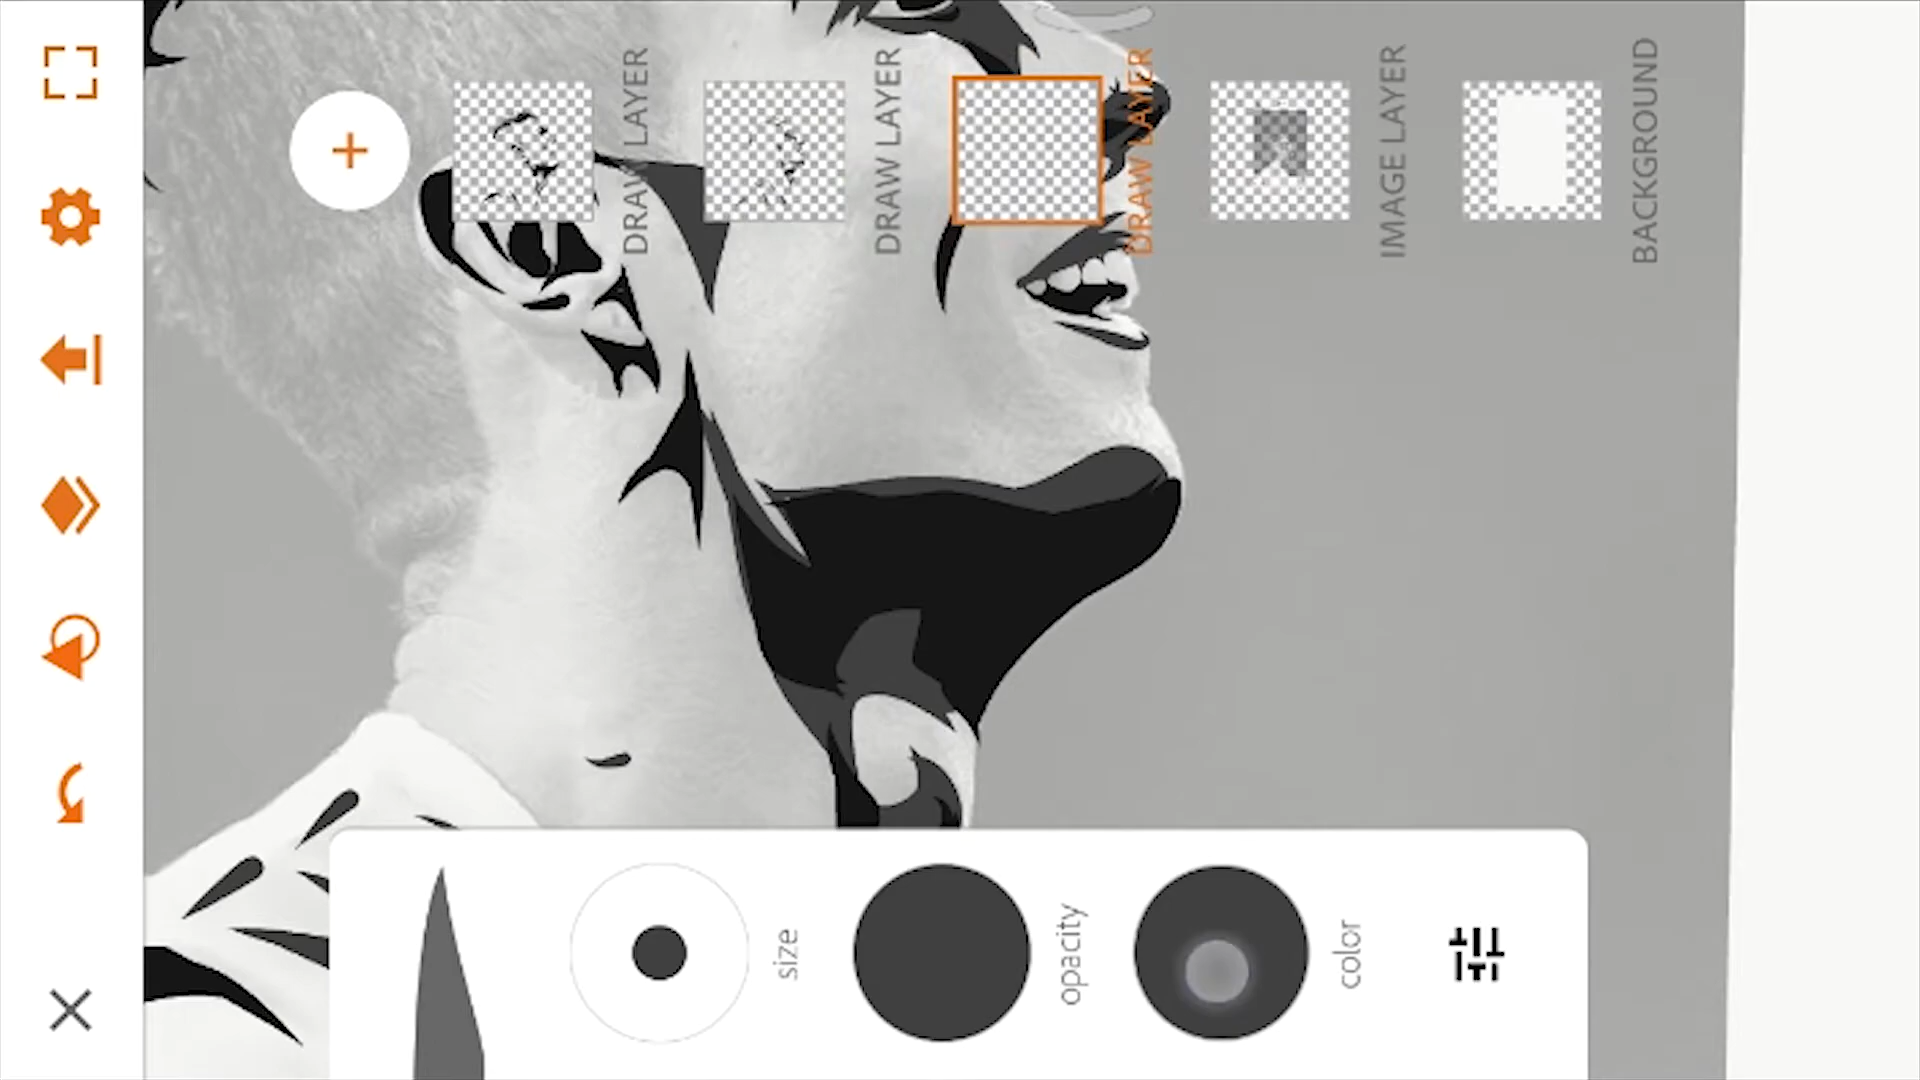 DRAW LAYER
DRAW LAYER
DRAW LAYER
IMAGE LAYER
BACKGROUND
size
opacity
color